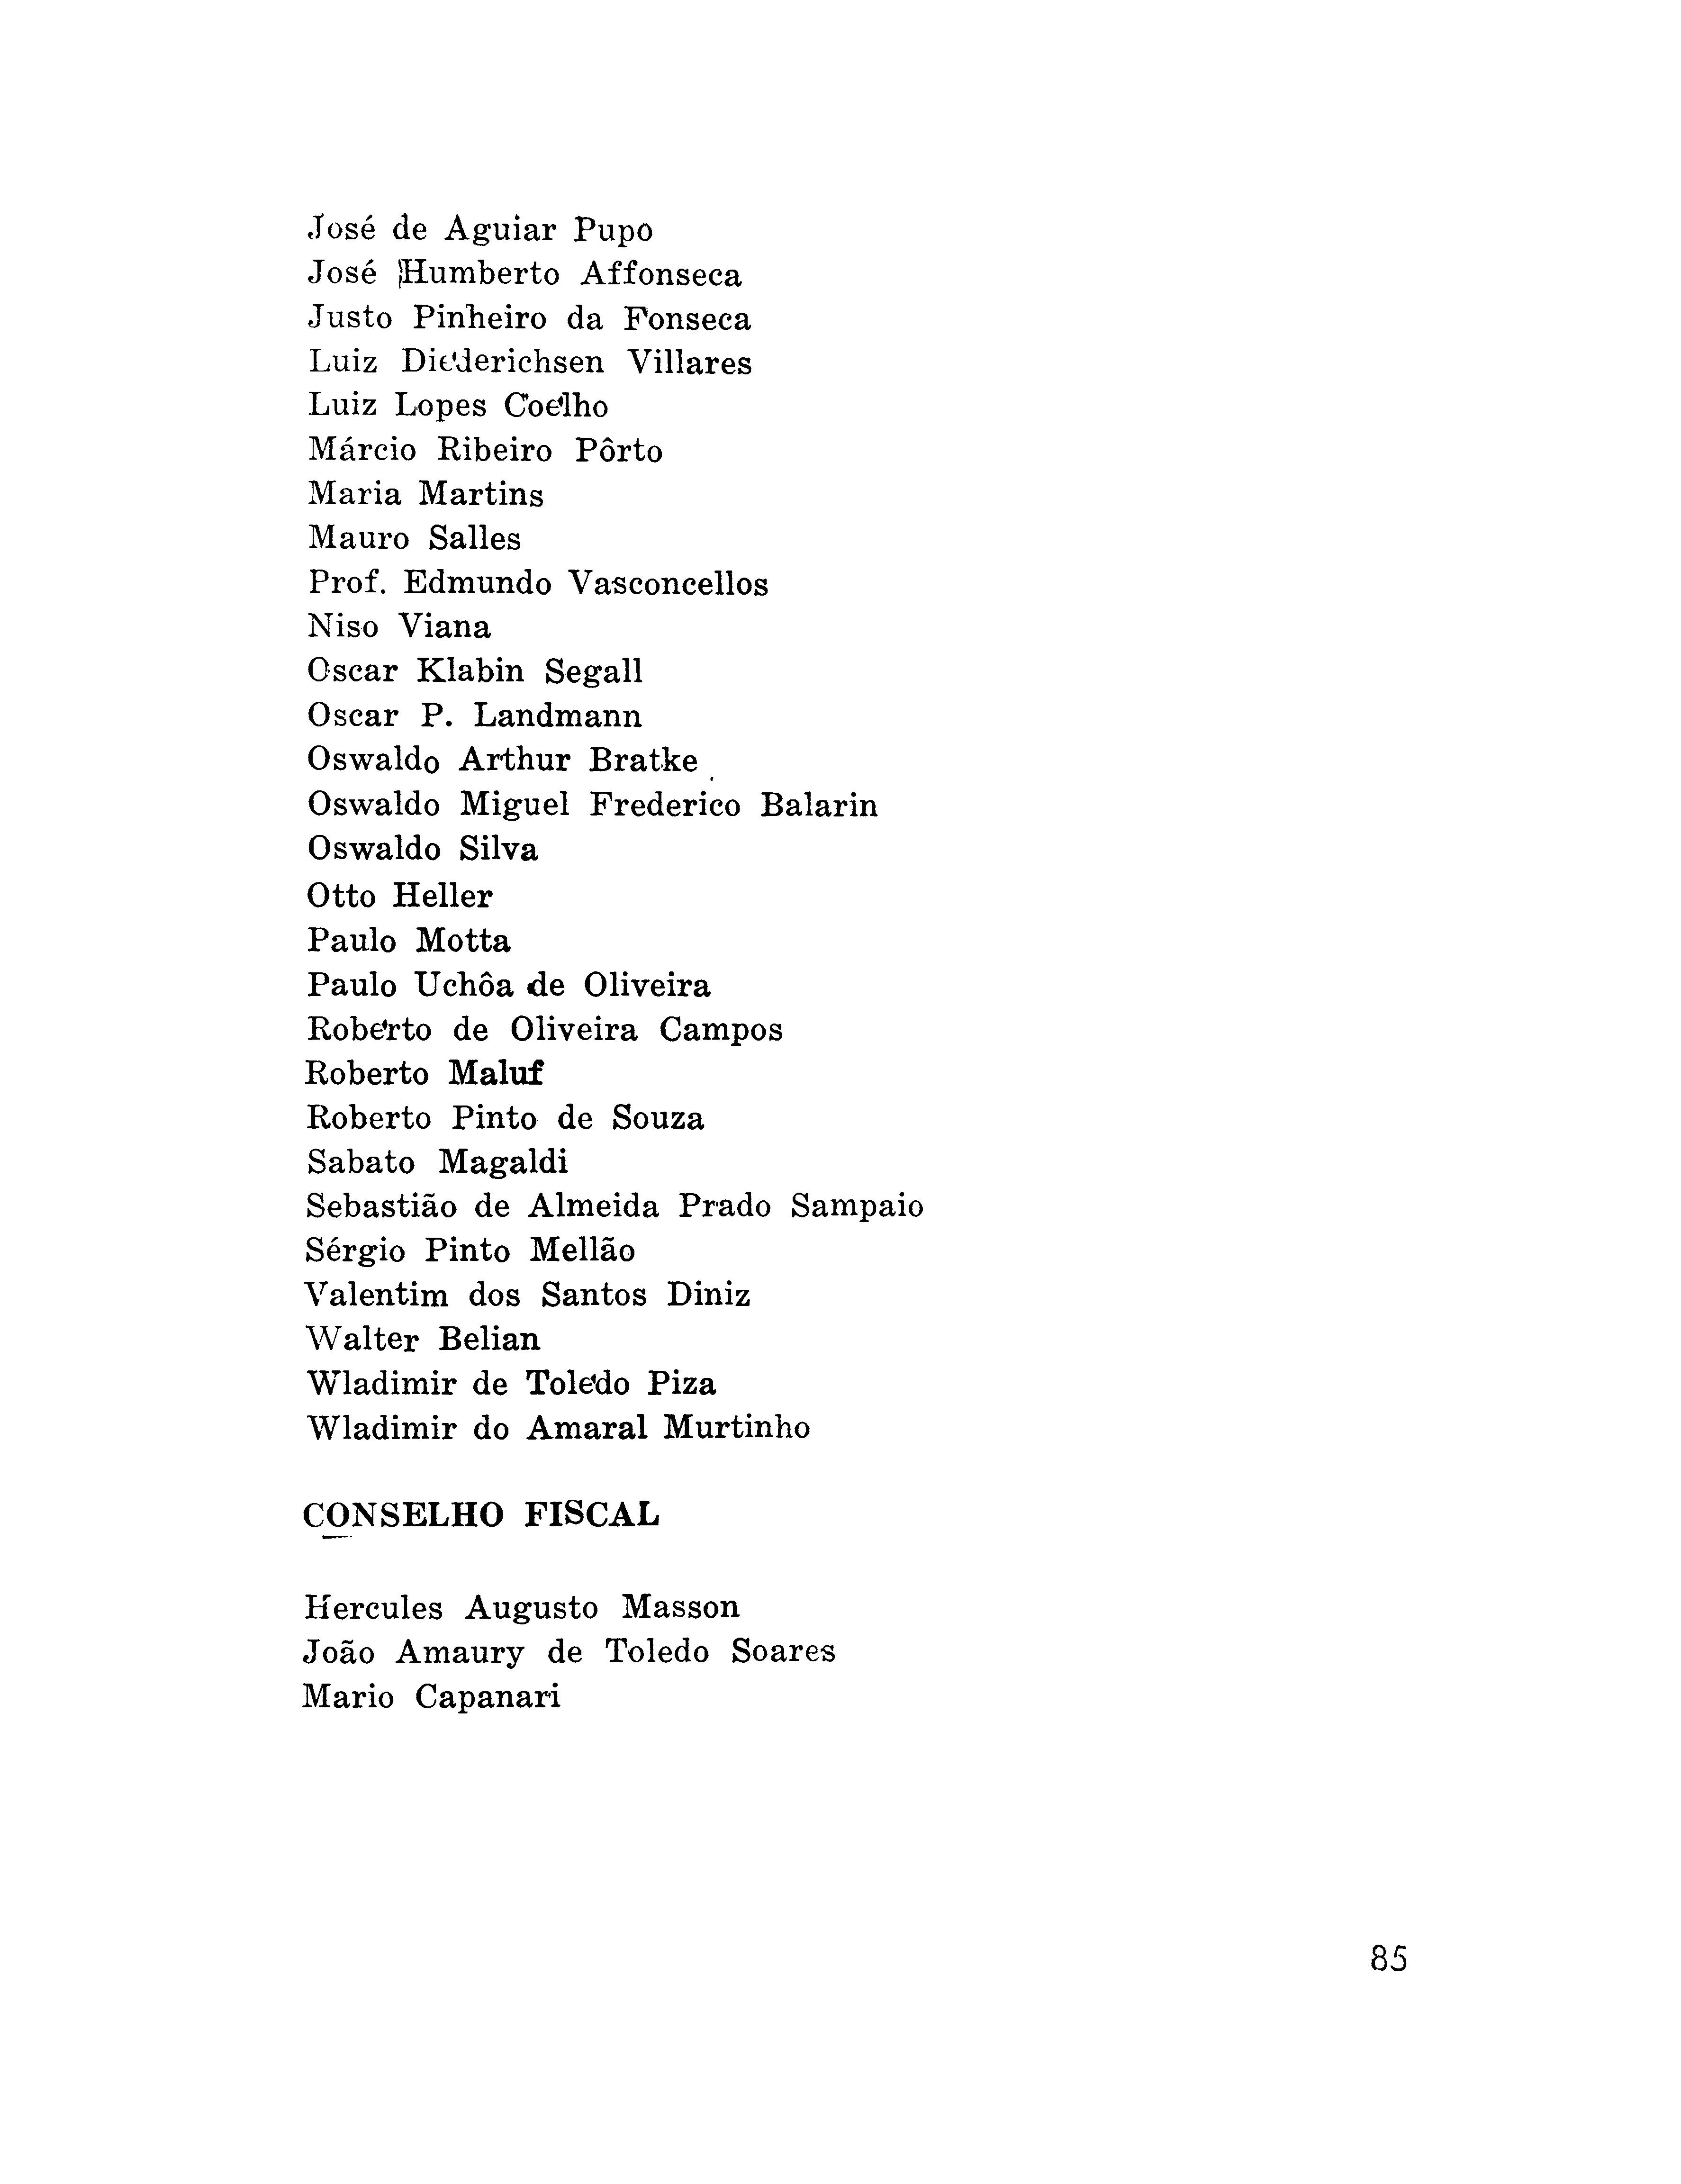 José de Aguiar Pupo
José Humberto Affonseca
Justo Pinheiro da Fonseca
Luiz Diederichsen Villares
Luiz Lopes Coelho
Márcio Ribeiro Pôrto
Maria Martins
Mauro Salles
Prof. Edmundo Vasconcellos
Niso Viana
Oscar Klabin Segall
Oscar P. Landmann
Oswaldo Arthur Bratke
Oswaldo Miguel Frederico Balarin
Oswaldo Silva
Otto Heller
Paulo Motta
Paulo Uchôa de Oliveira
Roberto de Oliveira Campos
Roberto Maluf
Roberto Pinto de Souza
Sabato Magaldi
Sebastião de Almeida Prado Sampaio
Sérgio Pinto Mellão
Valentim dos Santos Diniz
Walter Belian
Wladimir de Toledo Piza
Wladimir do Amaral Murtinho
CONSELHO FISCAL
Hercules Augusto Masson
João Amaury de Toledo Soares
Mario Capanari
85